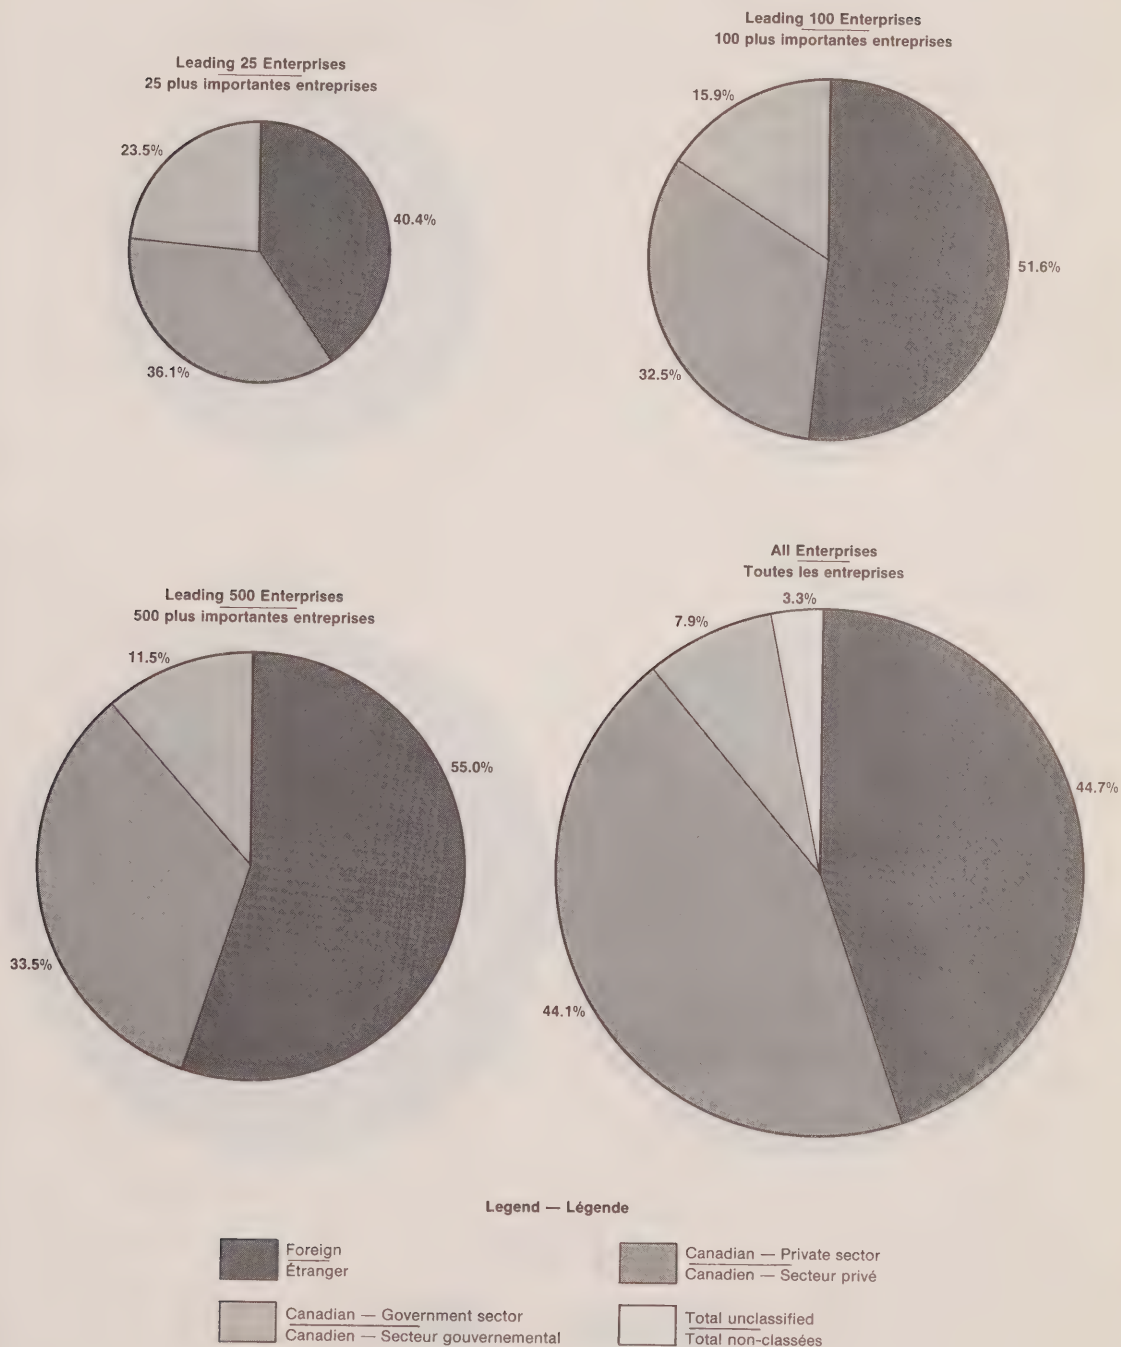 Leading 25 Enterprises
25 plus importantes entreprises
23.5%
40.4%
36.1%
Leading 100 Enterprises
100 plus importantes entreprises
15.9%
51.6%
32.5%
Leading 500 Enterprises
500 plus importantes entreprises
11.5%
55.0%
33.5%
All Enterprises
Toutes les entreprises
3.3%
7.9%
44.7%
44.1%
Legend — Légende
Foreign
Étranger
Canadian — Private sector
Canadien — Secteur privé
Canadian — Government sector
Canadien — Secteur gouvernemental
Total unclassified
Total non-classées